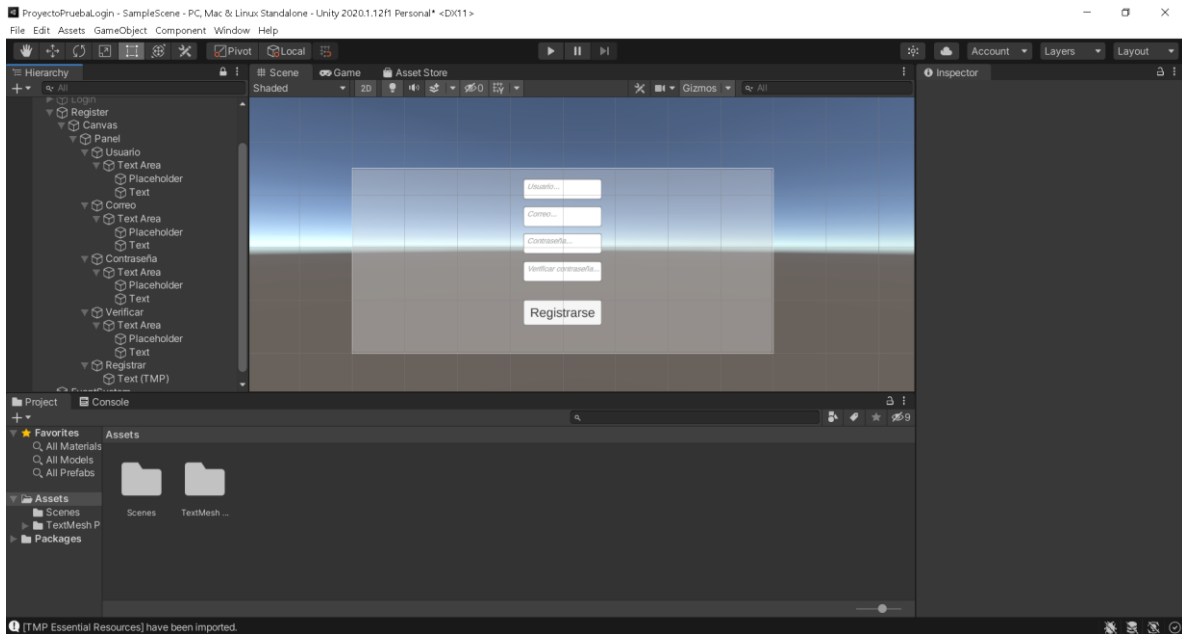 ProyectoPruebaLogin - SampleScene - PC, Mac & Linux Standalone - Unity 2020.1.12f1 Personal* <DX11>
File Edit Assets GameObject Component Window Help
Pivot Local Account Layers Layout
Hierarchy
All
Login
Register
Canvas
Panel
Usuario
Text Area
Placeholder
Text
Correo
Text Area
Placeholder
Text
Contraseña
Text Area
Placeholder
Text
Verificar
Text Area
Placeholder
Text
Registrar
Text (TMP)
EventSystem
Scene Game Asset Store
Shaded 2D 0 Gizmos All
Usuario...
Correo...
Contraseña...
Verificar contraseña...
Registrarse
Inspector
Project Console
9
Favorites
All Materials
All Models
All Prefabs
Assets
Scenes
TextMesh P
Packages
Assets
Scenes TextMesh ...
[TMP Essential Resources] have been imported.